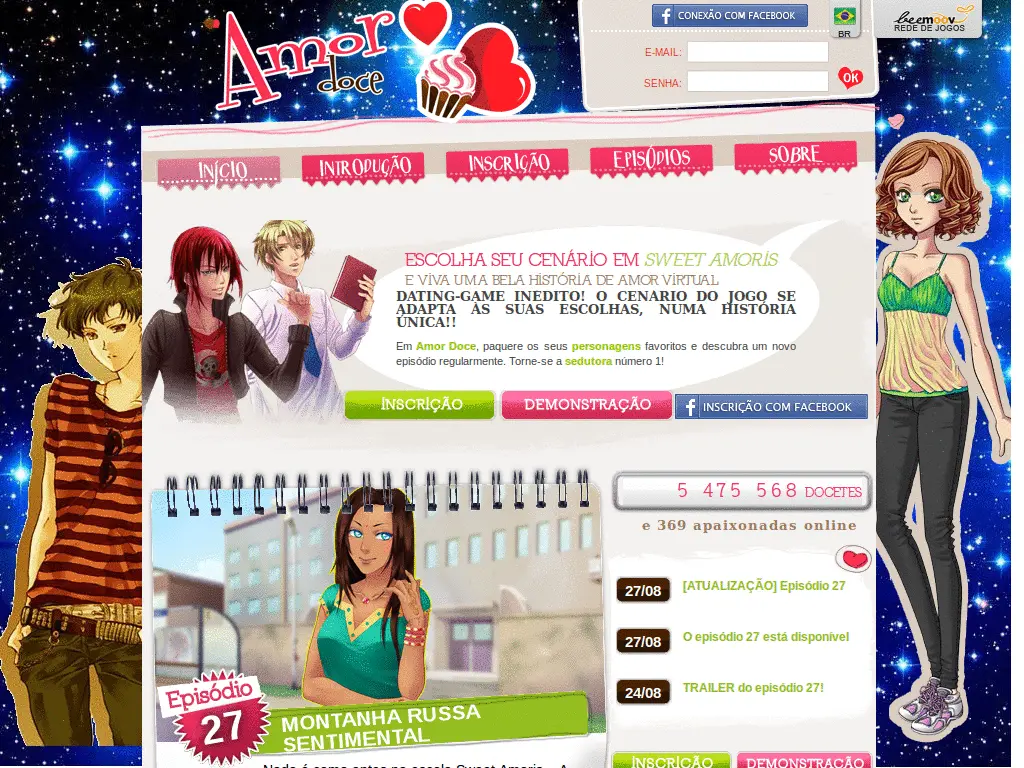 Amor
doce
CONEXÃO COM FACEBOOK
BR
beemoov
REDE DE JOGOS
E-MAIL:
SENHA:
OK
INÍCIO
INTRODUÇÃO
INSCRIÇÃO
EPISÓDIOS
SOBRE
ESCOLHA SEU CENÁRIO EM SWEET AMORIS
E VIVA UMA BELA HISTÓRIA DE AMOR VIRTUAL
DATING-GAME INEDITO! O CENARIO DO JOGO SE
ADAPTA ÀS SUAS ESCOLHAS, NUMA HISTÓRIA
ÚNICA!!
Em Amor Doce, paquere os seus personagens favoritos e descubra um novo
episódio regularmente. Torne-se a sedutora número 1!
INSCRIÇÃO
DEMONSTRAÇÃO
INSCRIÇÃO COM FACEBOOK
5 475 568 DOCETES
e 369 apaixonadas online
27/08
[ATUALIZAÇÃO] Episódio 27
27/08
O episódio 27 está disponível
24/08
TRAILER do episódio 27!
Episódio
27
MONTANHA RUSSA
SENTIMENTAL
INSCRIÇÃO
DEMONSTRAÇÃO